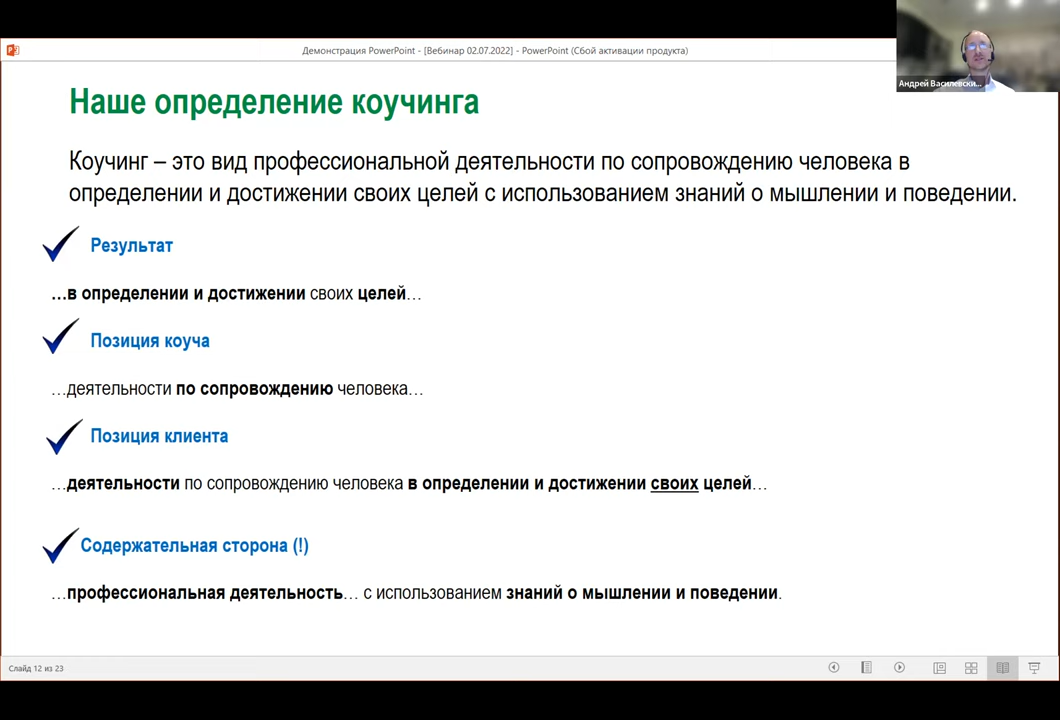 Демонстрация PowerPoint - [Вебинар 02.07.2022] - PowerPoint (Сбой активации продукта)
Андрей Василевски...
Наше определение коучинга
Коучинг – это вид профессиональной деятельности по сопровождению человека в
определении и достижении своих целей с использованием знаний о мышлении и поведении.
Результат
…в определении и достижении своих целей…
Позиция коуча
…деятельности по сопровождению человека…
Позиция клиента
…деятельности по сопровождению человека в определении и достижении своих целей…
Содержательная сторона (!)
…профессиональная деятельность… с использованием знаний о мышлении и поведении.
Слайд 12 из 23